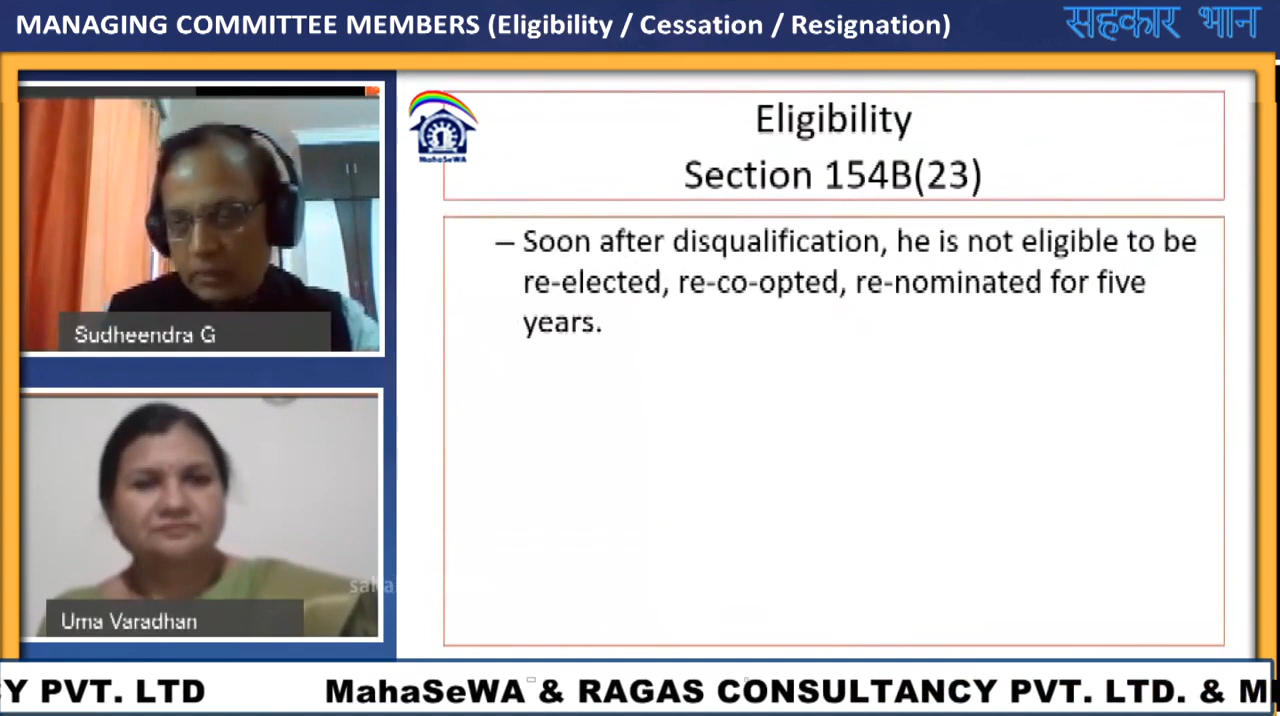 MANAGING COMMITTEE MEMBERS (Eligibility / Cessation / Resignation)
सहकार भान
MahaSeWA
Eligibility
Section 154B(23)
– Soon after disqualification, he is not eligible to be
re-elected, re-co-opted, re-nominated for five
years.
Sudheendra G
Uma Varadhan
Y PVT. LTD MahaSeWA & RAGAS CONSULTANCY PVT. LTD. & M